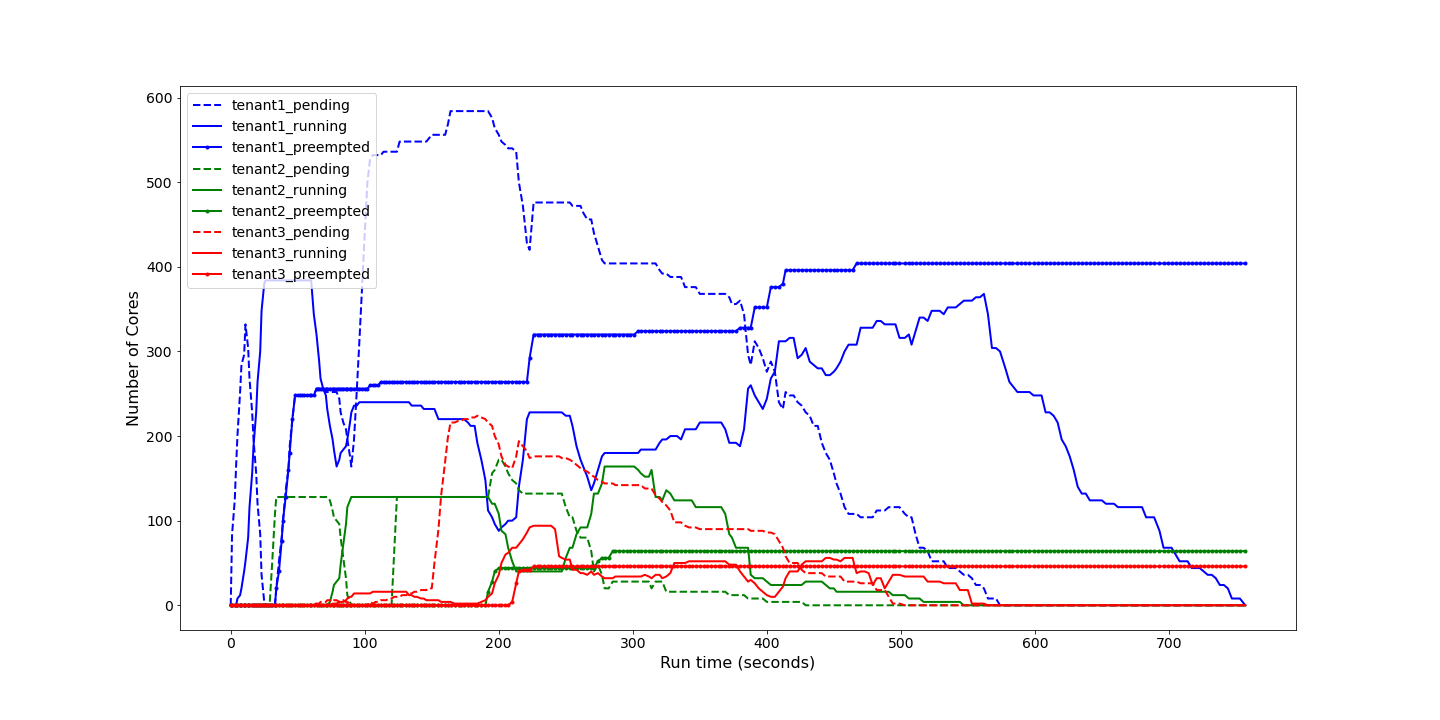 600
500
400
300
200
100
0
Number of Cores
tenant1_pending
tenant1_running
tenant1_preempted
tenant2_pending
tenant2_running
tenant2_preempted
tenant3_pending
tenant3_running
tenant3_preempted
0 100 200 300 400 500 600 700
Run time (seconds)